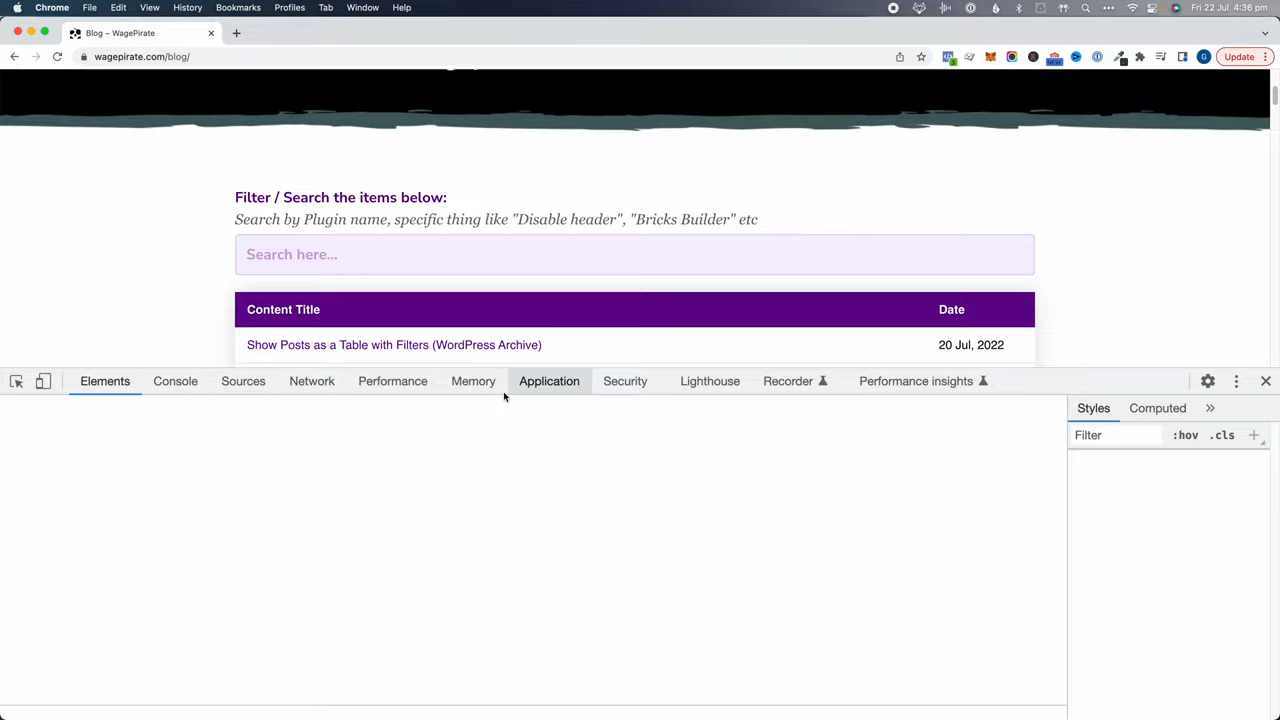 Chrome File Edit View History Bookmarks Profiles Tab Window Help Fri 22 Jul 4:36 pm
Blog – WagePirate
wagepirate.com/blog/ NEW G Update
Filter / Search the items below:
Search by Plugin name, specific thing like "Disable header", "Bricks Builder" etc
Search here...
Content Title Date
Show Posts as a Table with Filters (WordPress Archive) 20 Jul, 2022
Elements Console Sources Network Performance Memory Application Security Lighthouse Recorder Performance insights
Styles Computed
Filter :hov .cls